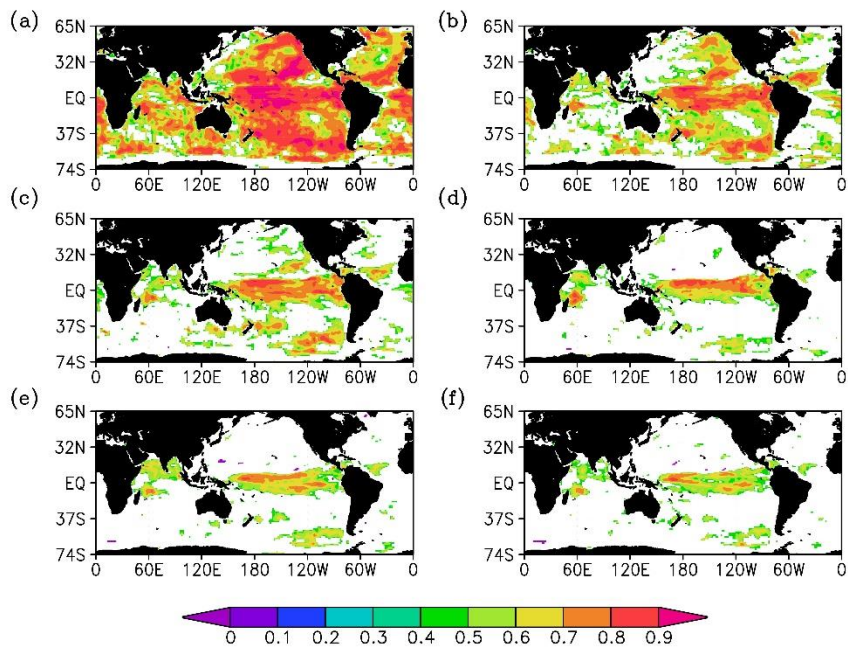 (a) (b)
65N 65N
32N 32N
EQ EQ
37S 37S
74S 74S
0 60E 120E 180 120W 60W 0 0 60E 120E 180 120W 60W 0
(c) (d)
65N 65N
32N 32N
EQ EQ
37S 37S
74S 74S
0 60E 120E 180 120W 60W 0 0 60E 120E 180 120W 60W 0
(e) (f)
65N 65N
32N 32N
EQ EQ
37S 37S
74S 74S
0 60E 120E 180 120W 60W 0 0 60E 120E 180 120W 60W 0
0 0.1 0.2 0.3 0.4 0.5 0.6 0.7 0.8 0.9